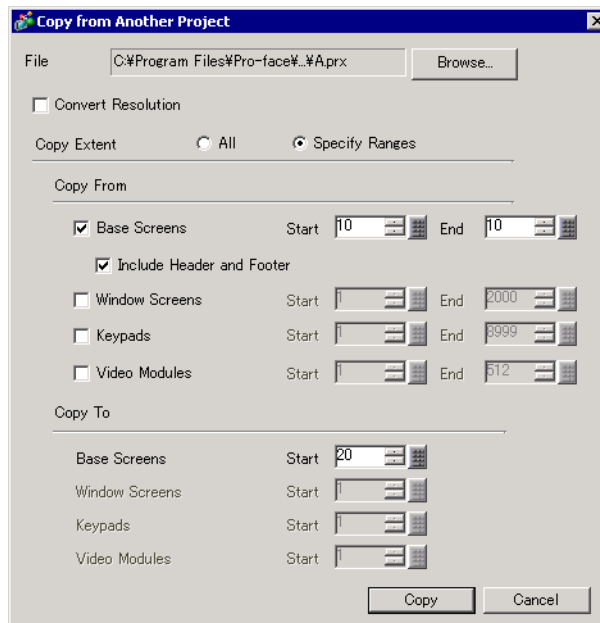 Copy from Another Project
File C:¥Program Files¥Pro-face¥...¥A.prx Browse...
Convert Resolution
Copy Extent All Specify Ranges
Copy From
Base Screens Start 10 End 10
Include Header and Footer
Window Screens Start 1 End 2000
Keypads Start 1 End 8999
Video Modules Start 1 End 512
Copy To
Base Screens Start 20
Window Screens Start 1
Keypads Start 1
Video Modules Start 1
Copy Cancel